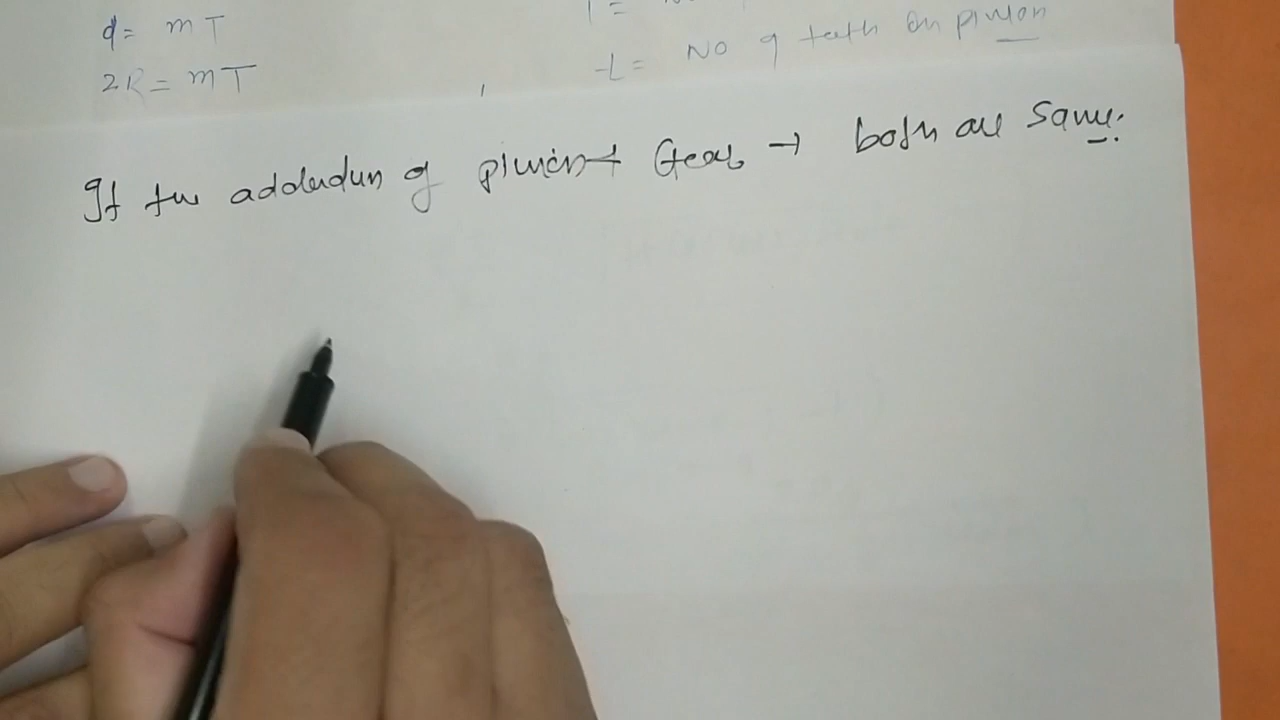 d = mT
2R = mT
T =
t = No of teeth on pinion
If the addendum of pinion + Gear → both are same.